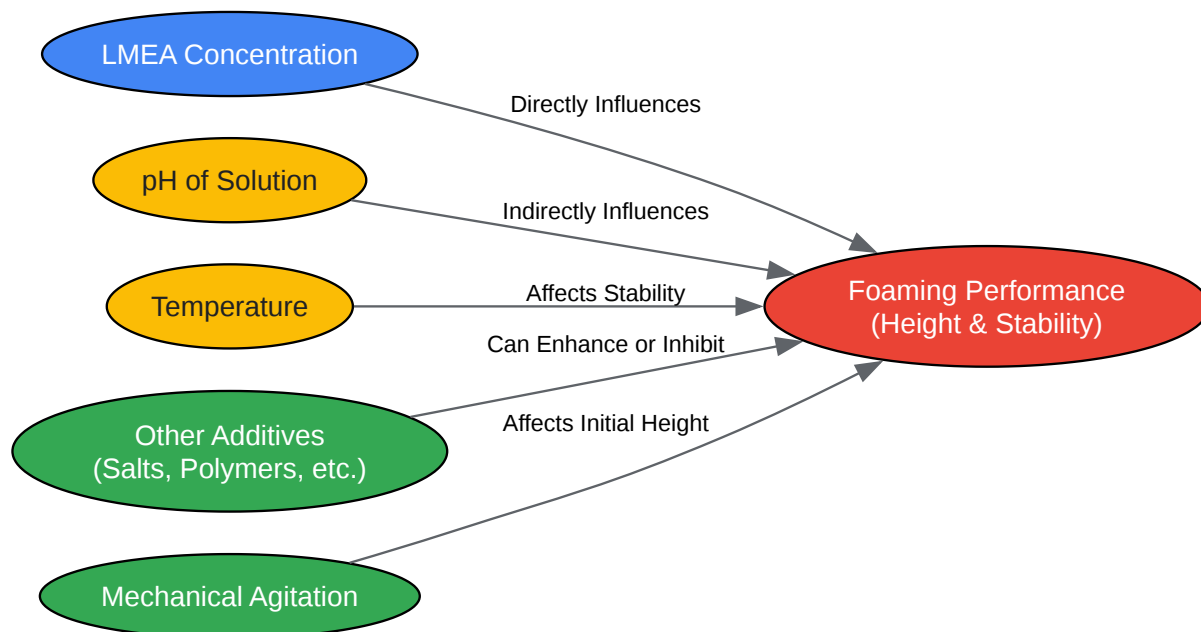 LMEA Concentration
Directly Influences
pH of Solution
Indirectly Influences
Temperature
Affects Stability
Foaming Performance
(Height & Stability)
Can Enhance or Inhibit
Other Additives
(Salts, Polymers, etc.)
Affects Initial Height
Mechanical Agitation